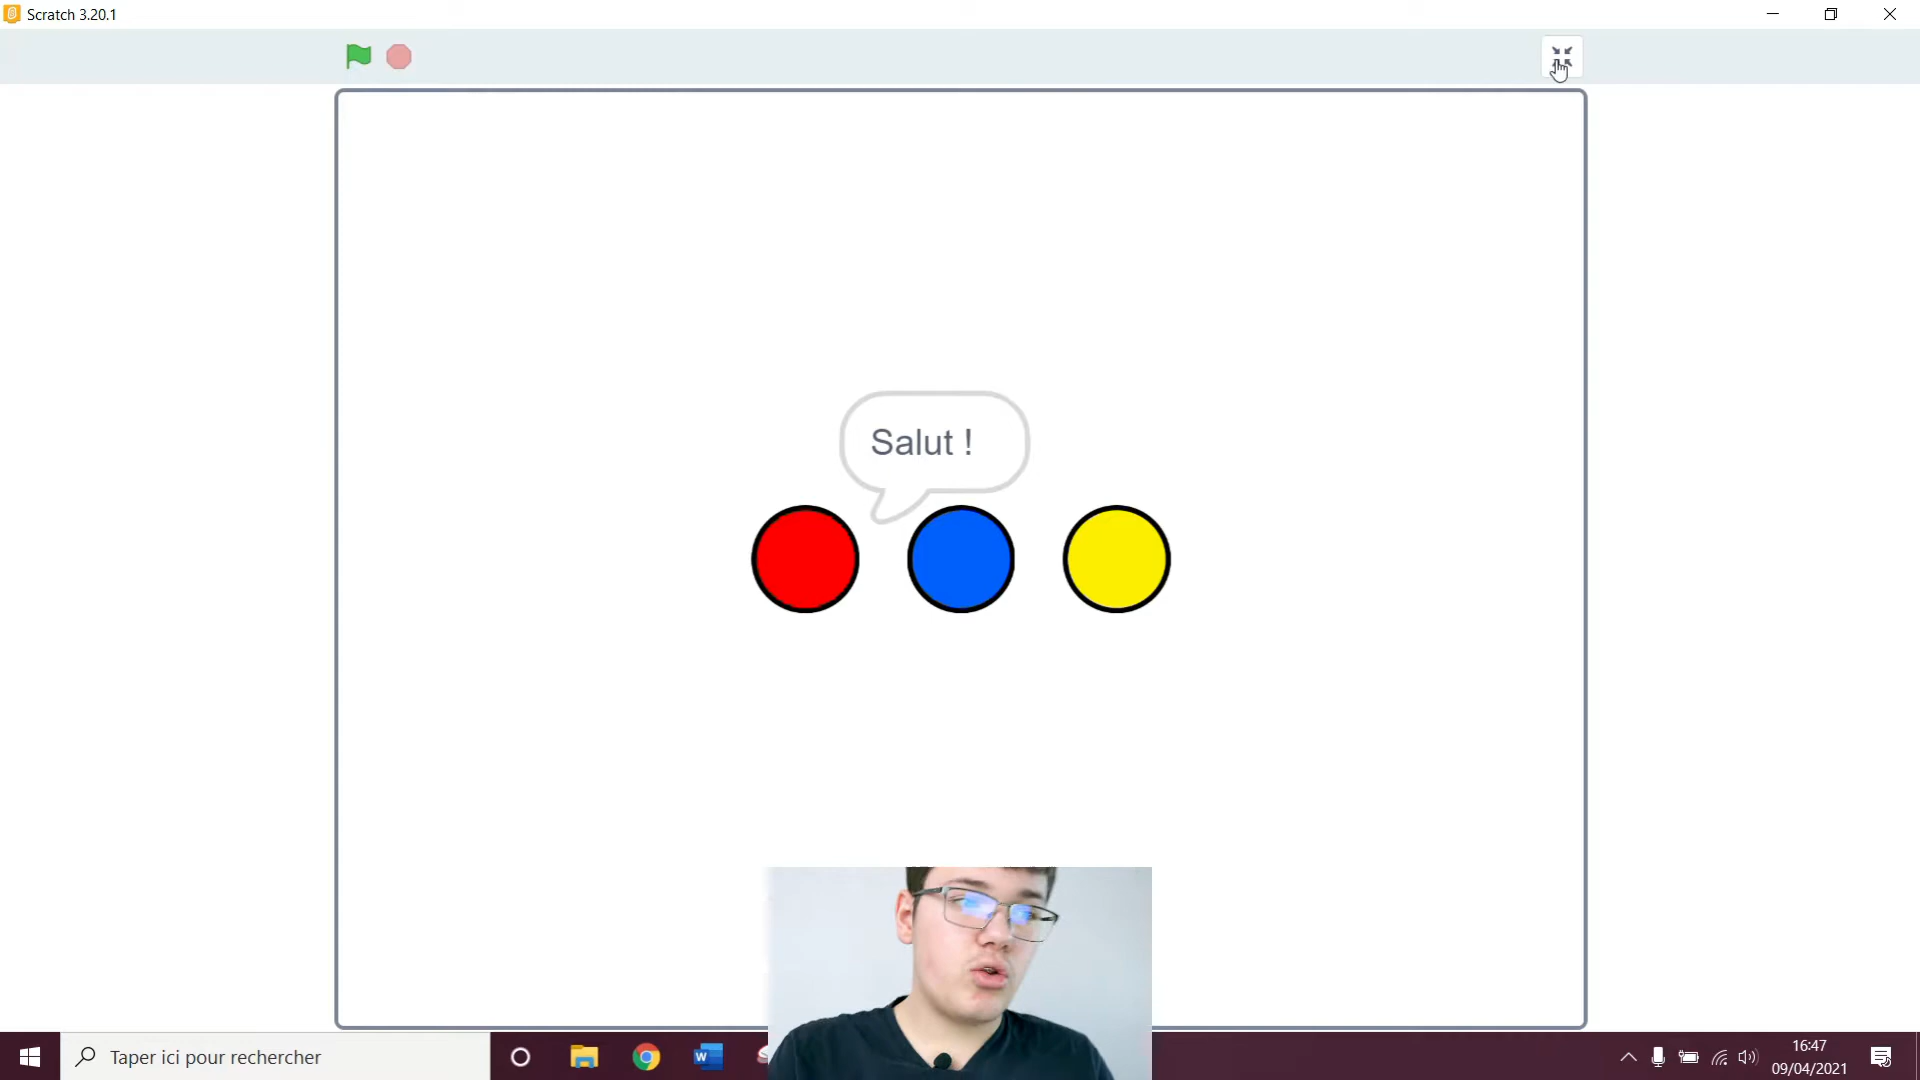 Scratch 3.20.1
Salut !
Taper ici pour rechercher
16:47
09/04/2021